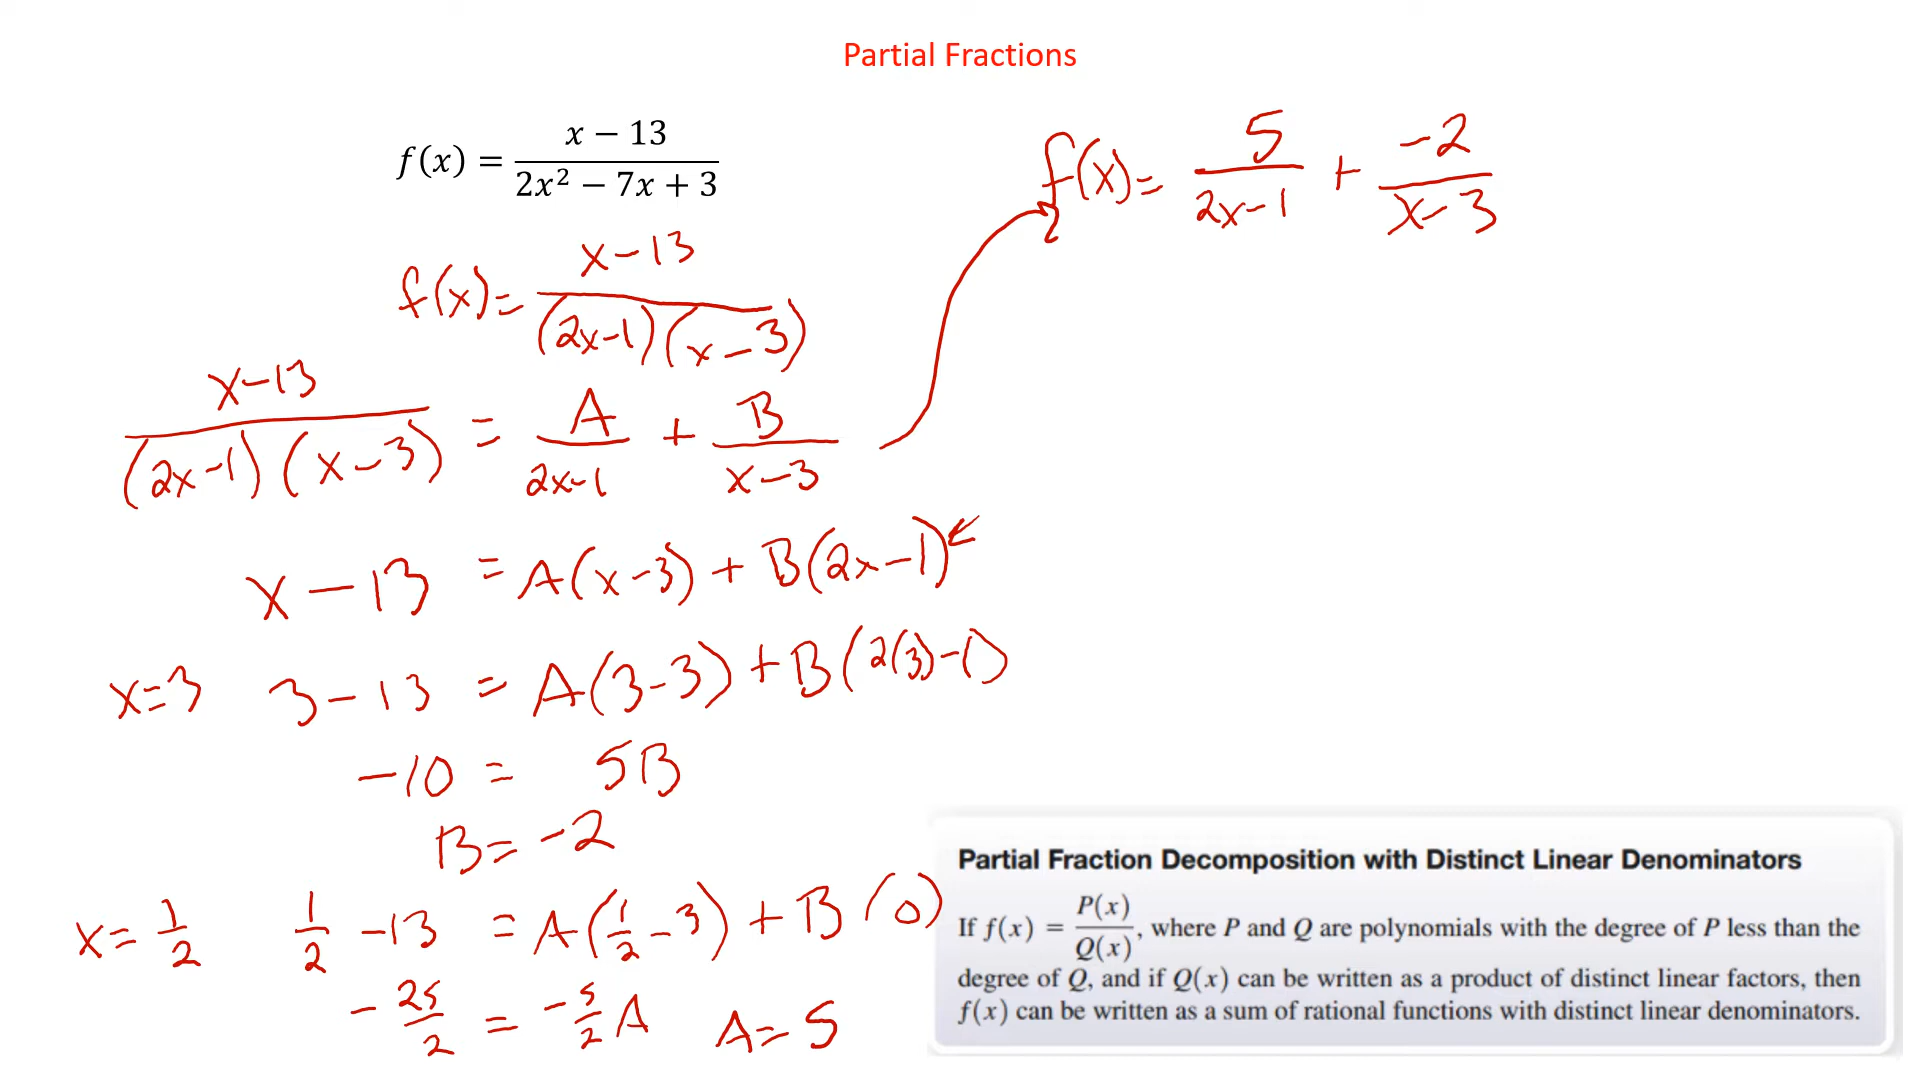 Partial Fractions
f(x) = (x − 13)/(2x² − 7x + 3)
f(x) = (x-13)/((2x-1)(x-3))
(x-13)/((2x-1)(x-3)) = A/(2x-1) + B/(x-3)
x - 13 = A(x-3) + B(2x-1)
x=3 3 - 13 = A(3-3) + B(2(3)-1)
-10 = 5B
B = -2
x = 1/2 1/2 - 13 = A(1/2 - 3) + B(0)
-25/2 = -5/2 A A = 5
f(x) = 5/(2x-1) + -2/(x-3)
Partial Fraction Decomposition with Distinct Linear Denominators
If f(x) = P(x)/Q(x), where P and Q are polynomials with the degree of P less than the
degree of Q, and if Q(x) can be written as a product of distinct linear factors, then
f(x) can be written as a sum of rational functions with distinct linear denominators.